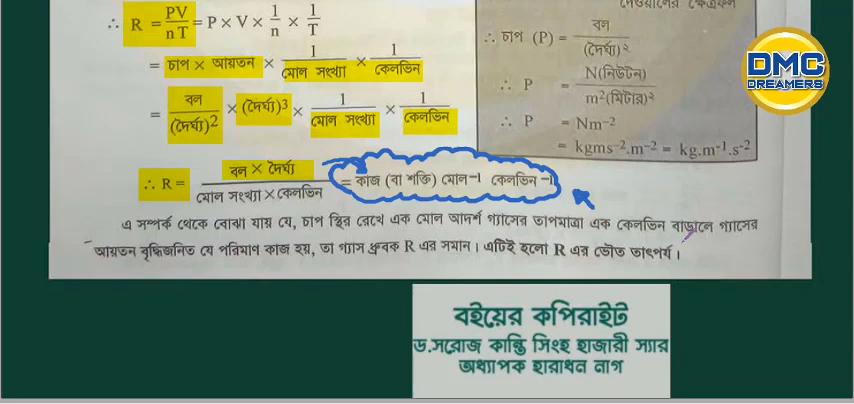 ∴ R = PV/nT = P × V × 1/n × 1/T
= চাপ × আয়তন × 1/মোল সংখ্যা × 1/কেলভিন
= বল/(দৈর্ঘ্য)² × (দৈর্ঘ্য)³ × 1/মোল সংখ্যা × 1/কেলভিন
∴ R = বল × দৈর্ঘ্য/মোল সংখ্যা × কেলভিন = কাজ (বা শক্তি) মোল⁻¹ কেলভিন⁻¹
দেওয়ালের ক্ষেত্রফল
∴ চাপ (P) = বল/(দৈর্ঘ্য)²
∴ P = N(নিউটন)/m²(মিটার)²
∴ P = Nm⁻²
= kgms⁻².m⁻² = kg.m⁻¹.s⁻²
এ সম্পর্ক থেকে বোঝা যায় যে, চাপ স্থির রেখে এক মোল আদর্শ গ্যাসের তাপমাত্রা এক কেলভিন বাড়ালে গ্যাসের
আয়তন বৃদ্ধিজনিত যে পরিমাণ কাজ হয়, তা গ্যাস ধ্রুবক R এর সমান। এটিই হলো R এর ভৌত তাৎপর্য।
DMC
DREAMERS
বইয়ের কপিরাইট
ড.সরোজ কান্তি সিংহ হাজারী স্যার
অধ্যাপক হারাধন নাগ